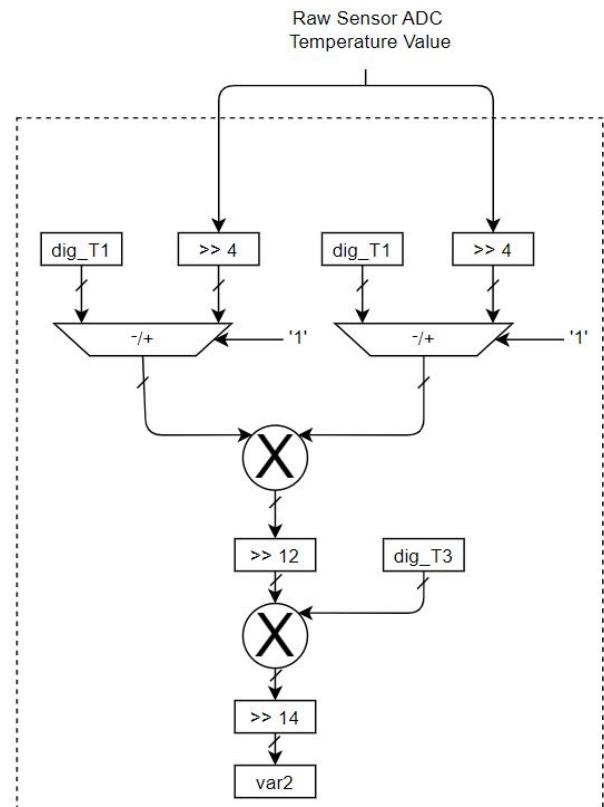 Raw Sensor ADC
Temperature Value
dig_T1
>> 4
dig_T1
>> 4
-/+
'1'
-/+
'1'
X
>> 12
dig_T3
X
>> 14
var2